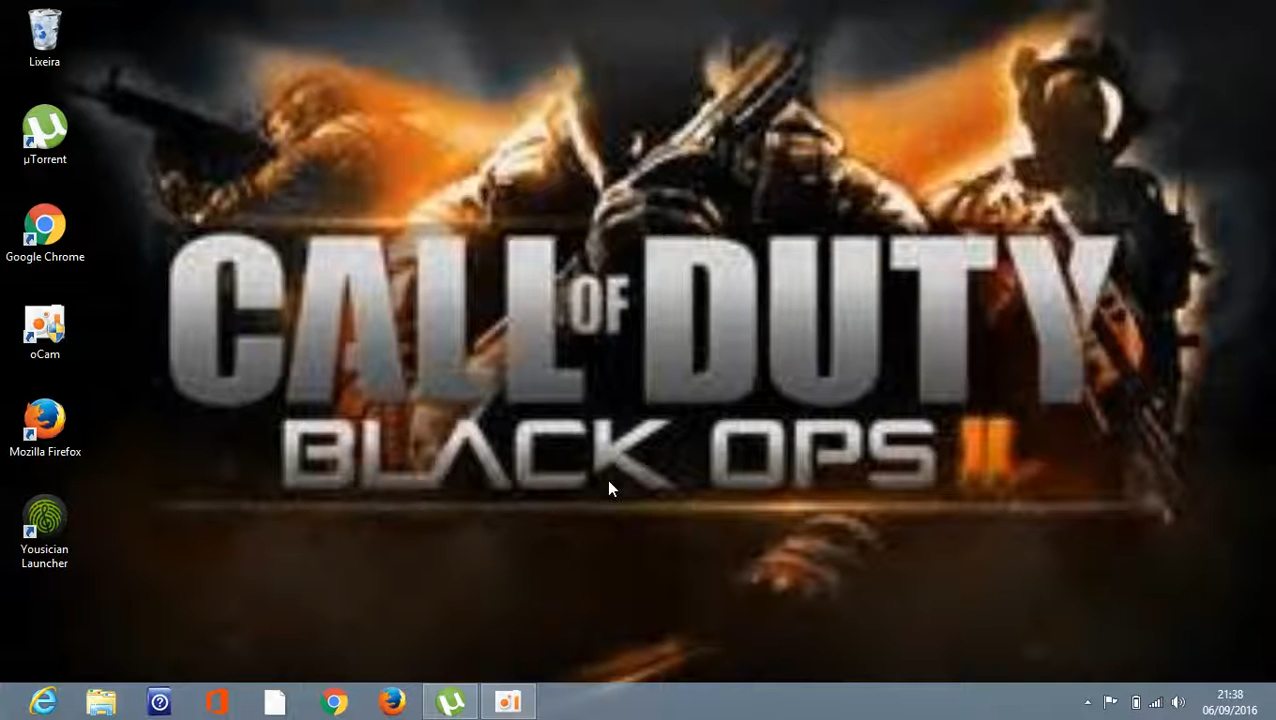 Lixeira
µTorrent
Google Chrome
oCam
Mozilla Firefox
Yousician
Launcher
CALL OF DUTY
BLACK OPS II
21:38
06/09/2016